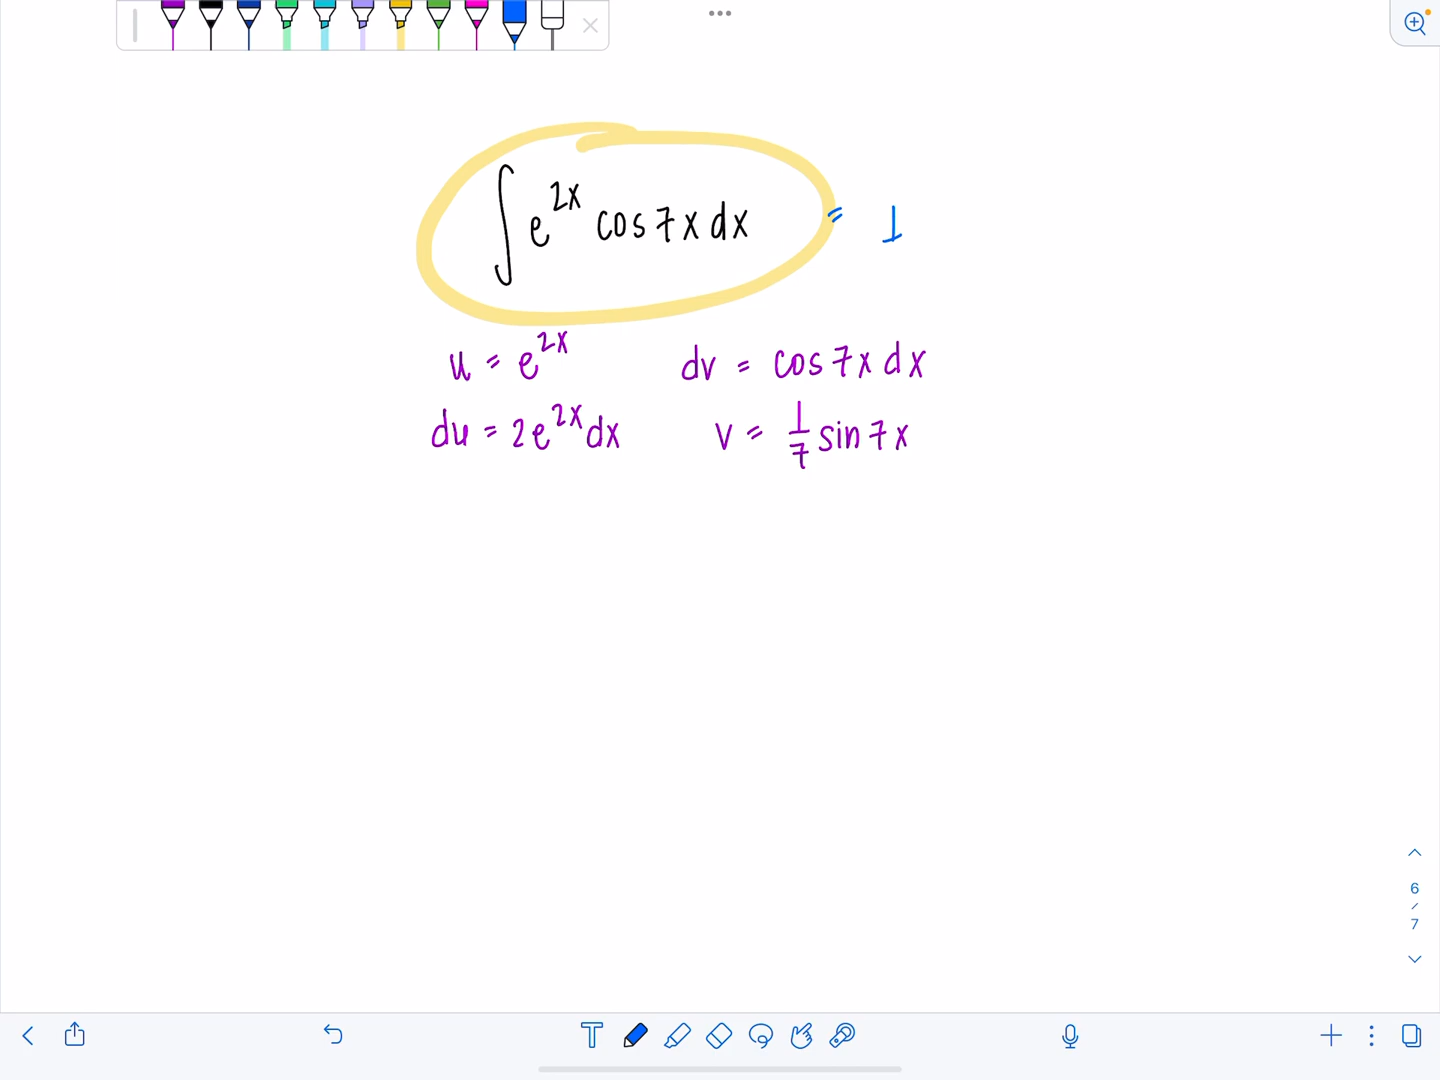 ∫ e^{2x} cos 7x dx = I
u = e^{2x} dv = cos 7x dx
du = 2e^{2x} dx v = 1/7 sin 7x
6
/
7
T